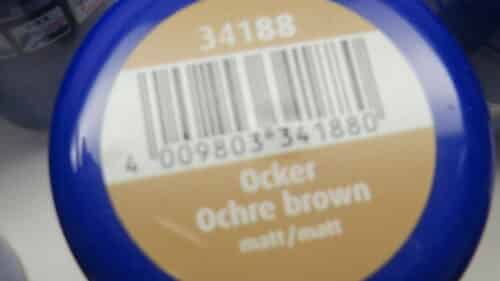 34188
4 009803 341880
Ocker
Ochre brown
matt/matt